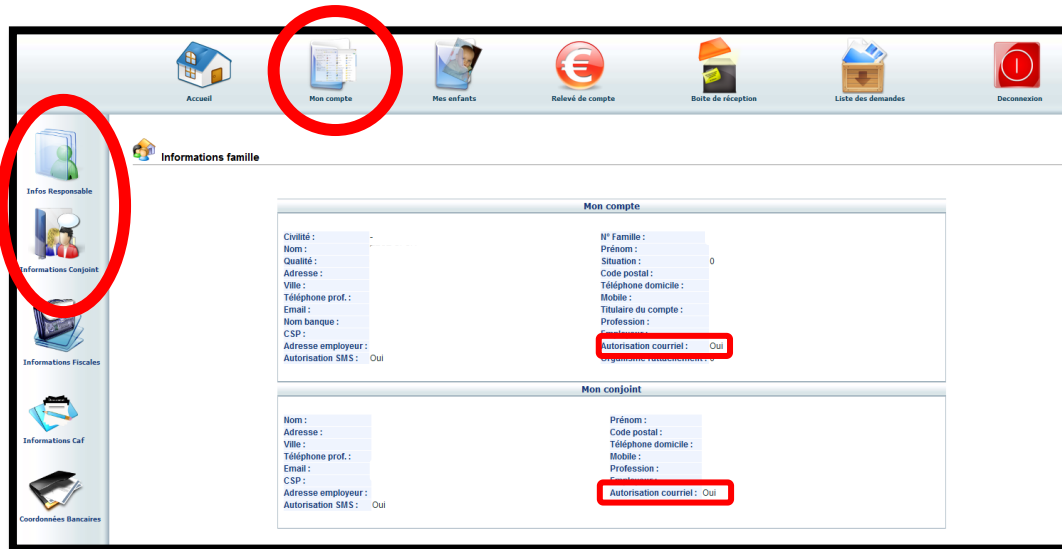 Accueil
Mon compte
Mes enfants
Relevé de compte
Boite de réception
Liste des demandes
Deconnexion
Informations famille
Infos Responsable
Informations Conjoint
Informations Fiscales
Informations Caf
Coordonnées Bancaires
Mon compte
Civilité : -
N° Famille :
Nom :
Prénom :
Qualité :
Situation : 0
Adresse :
Code postal :
Ville :
Téléphone domicile :
Téléphone prof. :
Mobile :
Email :
Titulaire du compte :
Nom banque :
Profession :
CSP :
Adresse employeur :
Autorisation courriel : Oui
Autorisation SMS : Oui
Mon conjoint
Nom :
Prénom :
Adresse :
Code postal :
Ville :
Téléphone domicile :
Téléphone prof. :
Mobile :
Email :
Profession :
CSP :
Adresse employeur :
Autorisation courriel : Oui
Autorisation SMS : Oui